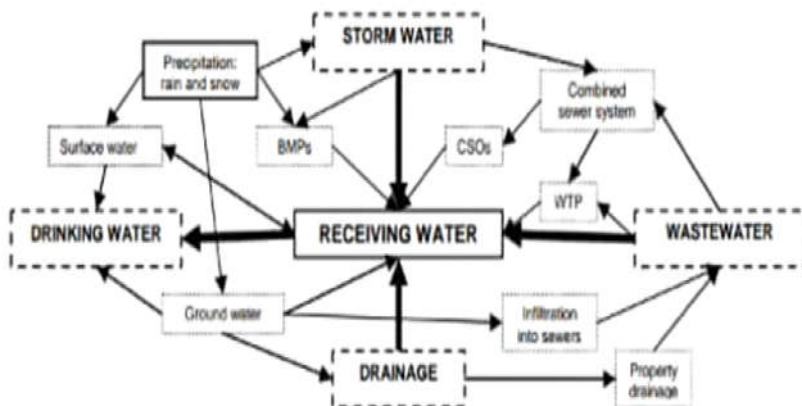 STORM WATER
Precipitation:
rain and snow
Combined
sewer system
Surface water
BMPs
CSOs
WTP
DRINKING WATER
RECEIVING WATER
WASTEWATER
Ground water
Infiltration
into sewers
DRAINAGE
Property
drainage